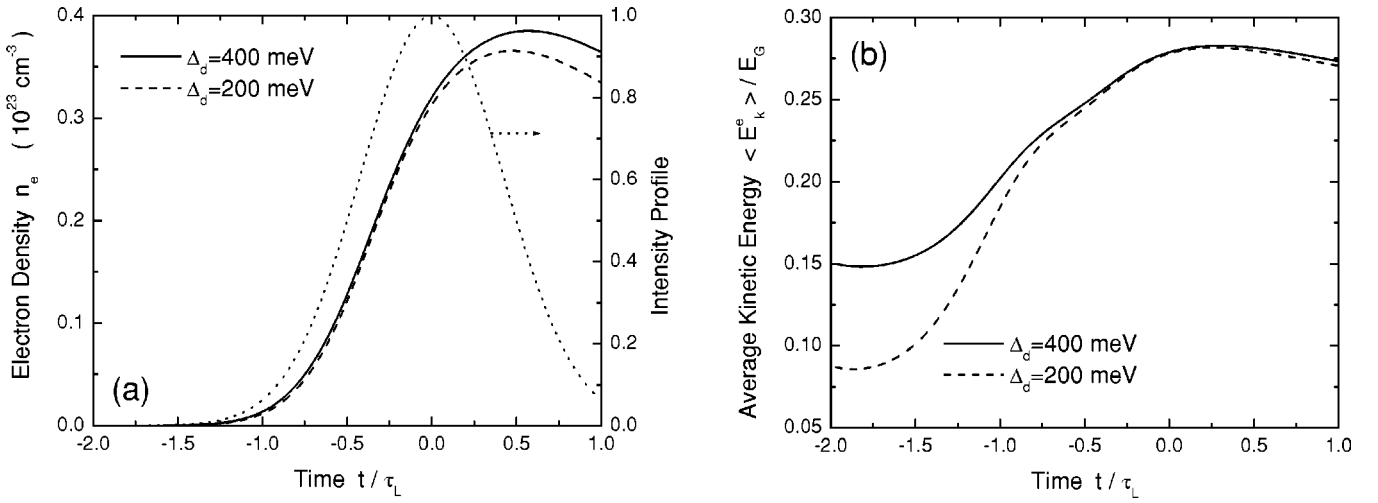 Electron Density n_e ( 10^23 cm^-3 )
0.4
0.3
0.2
0.1
0.0
Δ_d=400 meV
Δ_d=200 meV
(a)
1.0
0.8
0.6
0.4
0.2
0.0
Intensity Profile
-2.0 -1.5 -1.0 -0.5 0.0 0.5 1.0
Time t / τ_L
Average Kinetic Energy < E^e_k > / E_G
0.30
0.25
0.20
0.15
0.10
0.05
(b)
Δ_d=400 meV
Δ_d=200 meV
-2.0 -1.5 -1.0 -0.5 0.0 0.5 1.0
Time t / τ_L